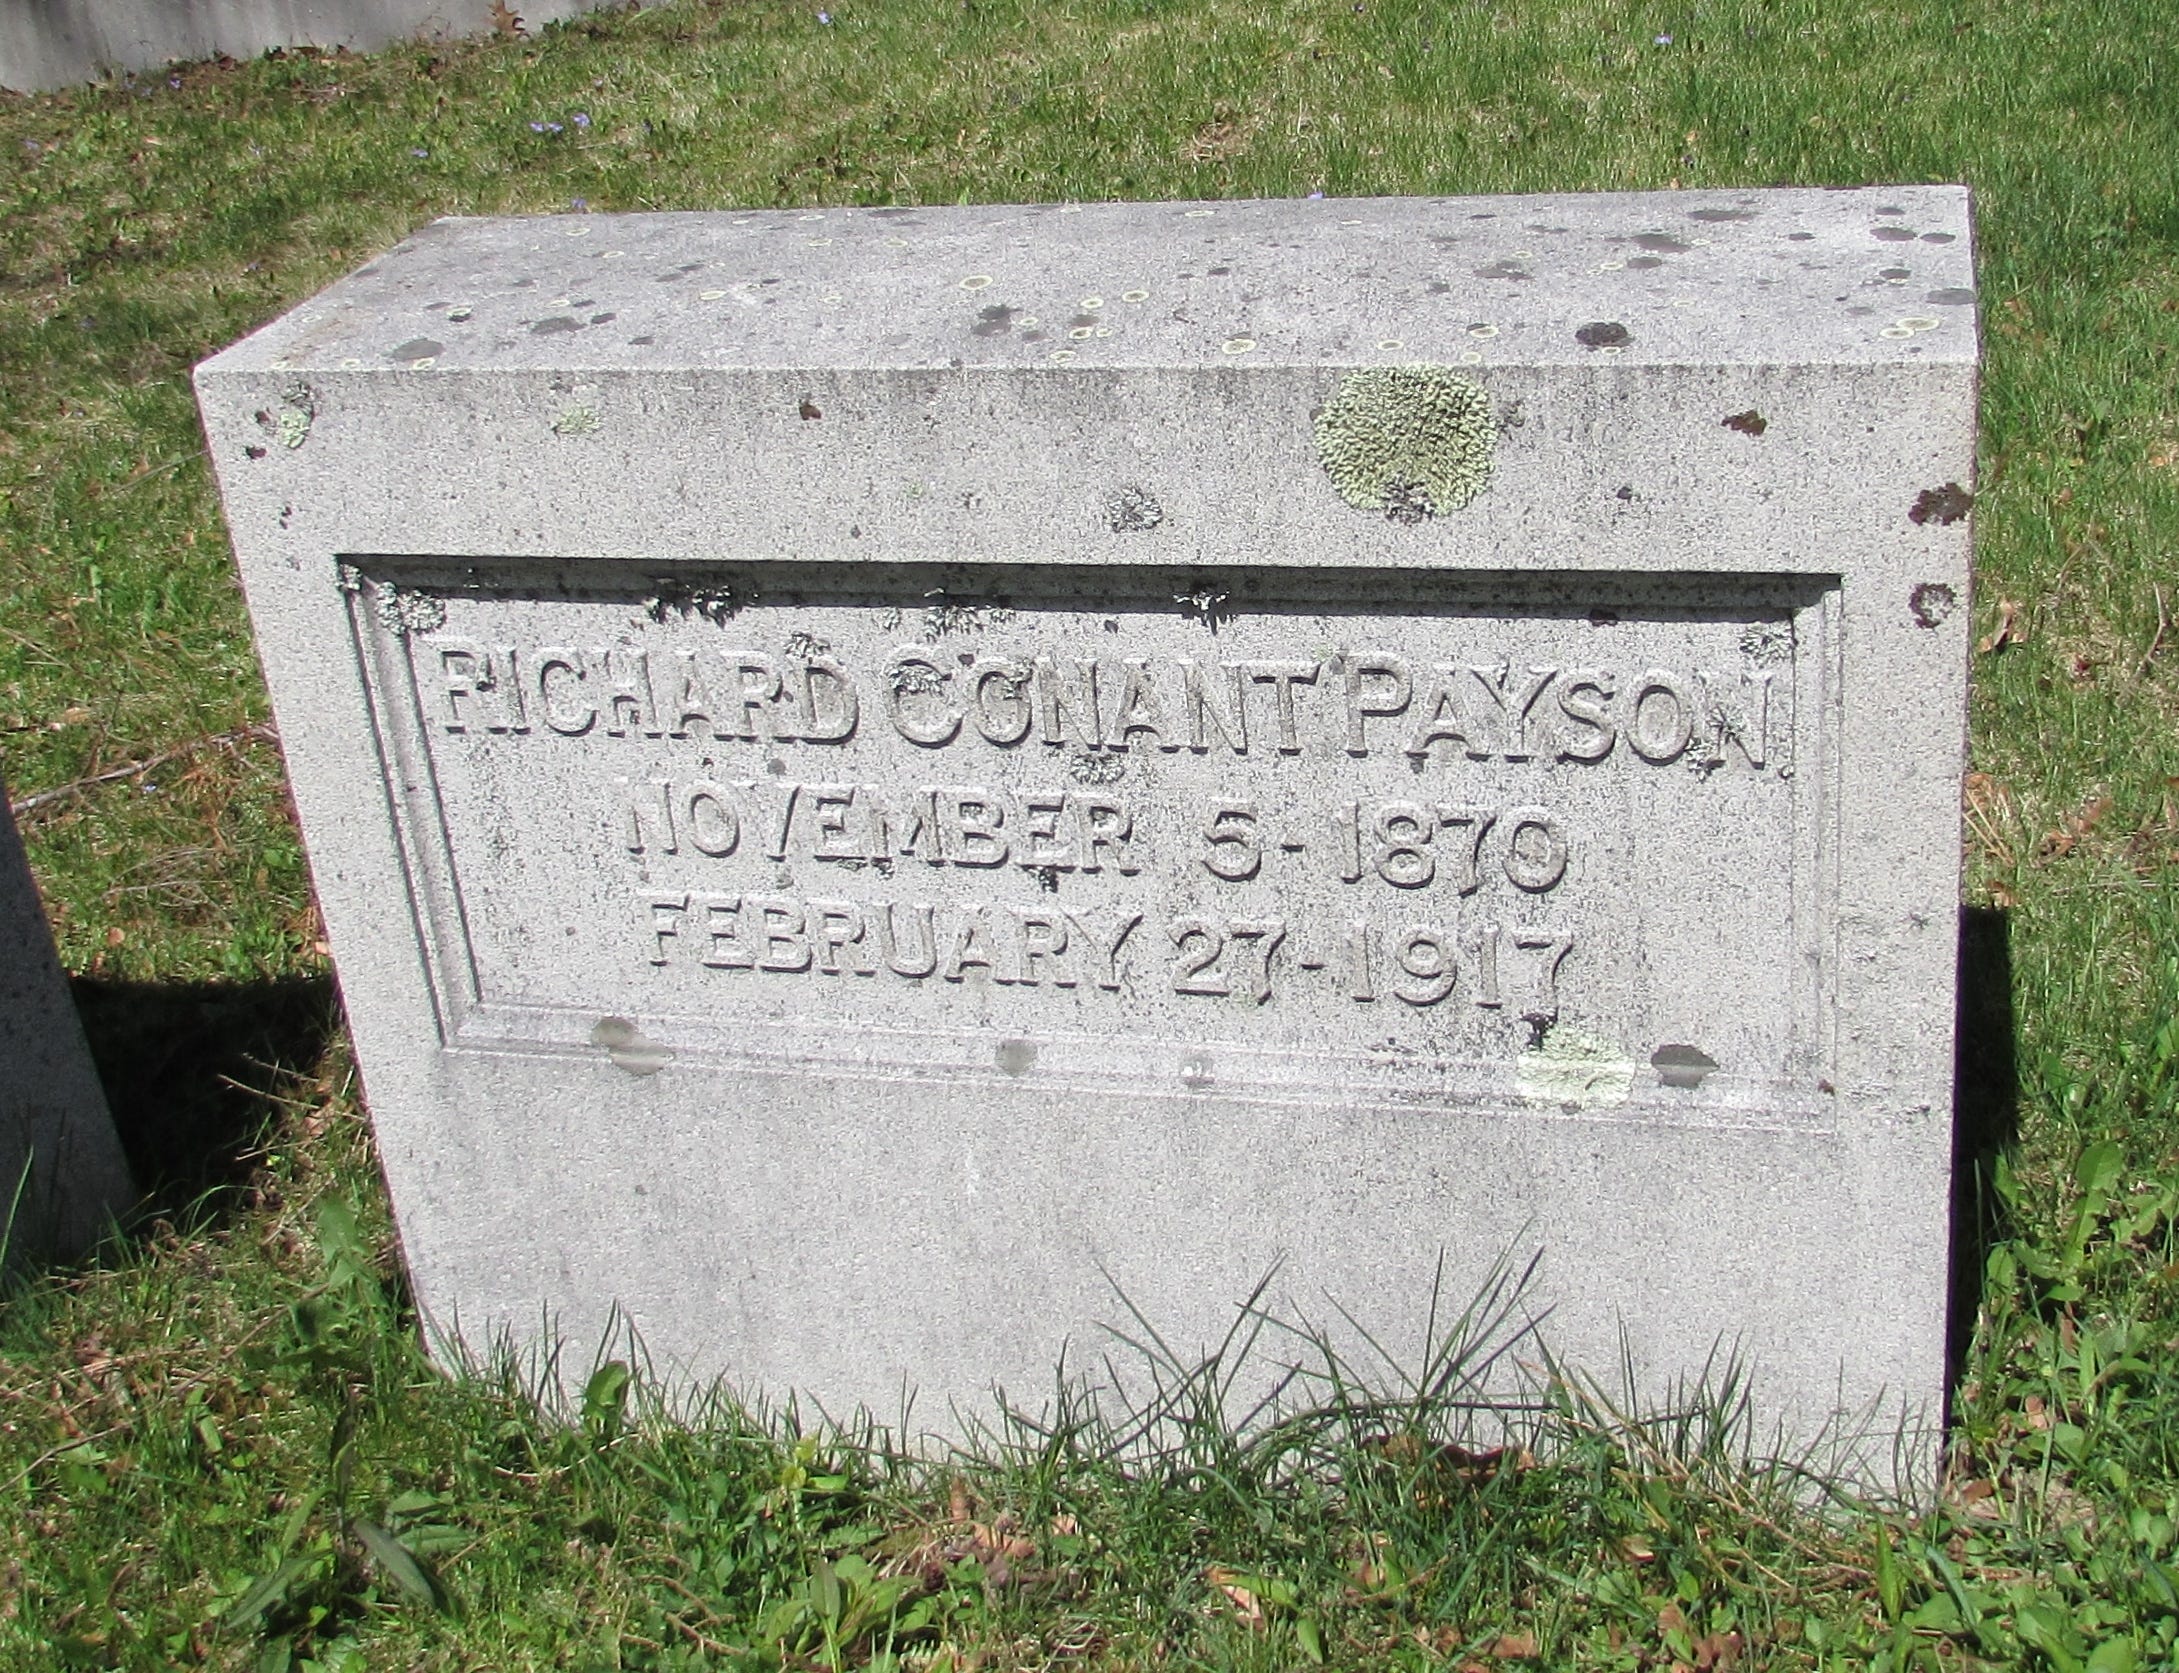 RICHARD CONANT PAYSON
NOVEMBER 5-1870
FEBRUARY 27-1917